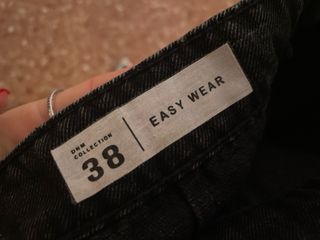 DNM
COLLECTION
38
EASY WEAR